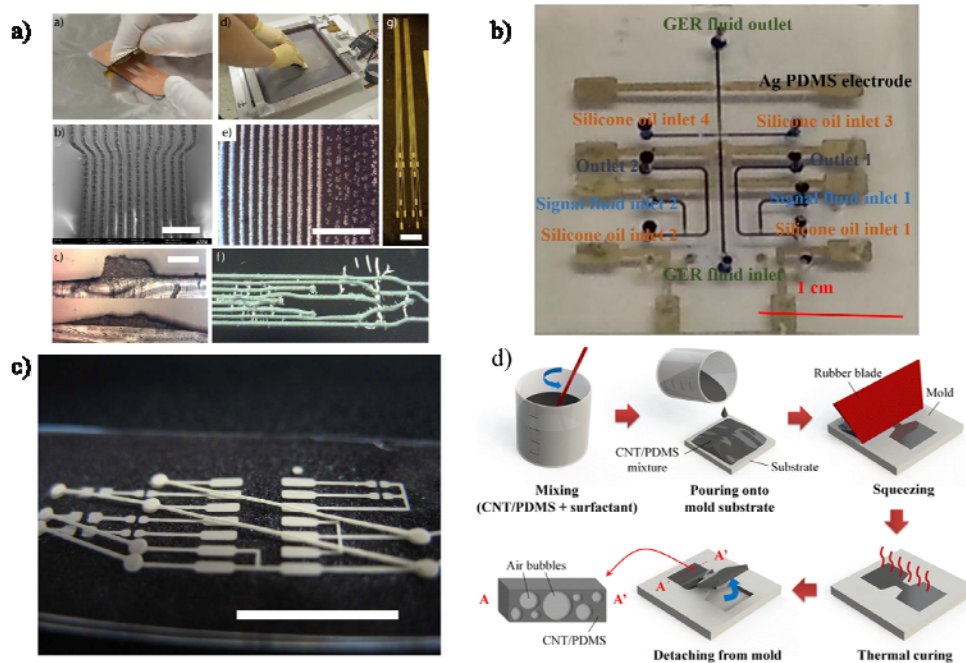 a)
a)
d)
g)
b)
e)
c)
f)
b)
GER fluid outlet
Ag PDMS electrode
Silicone oil inlet 4
Silicone oil inlet 3
Outlet 2
Outlet 1
Signal fluid inlet 2
Signal fluid inlet 1
Silicone oil inlet 2
Silicone oil inlet 1
GER fluid inlet
1 cm
c)
d)
Rubber blade
Mold
CNT/PDMS
mixture
Substrate
Mixing
(CNT/PDMS + surfactant)
Pouring onto
mold substrate
Squeezing
A'
A
Air bubbles
A
A'
CNT/PDMS
Detaching from mold
Thermal curing